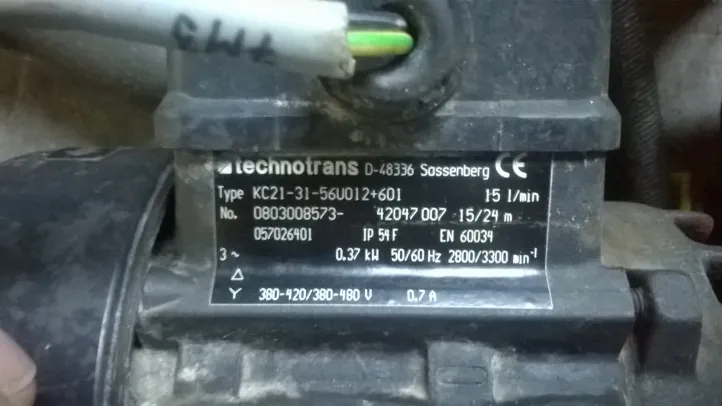 7M3
technotrans D-48336 Sassenberg CE
Type KC21-31-56U012+601 15 l/min
No. 0803008573- 42047007 15/24 m
057026401 IP 54 F EN 60034
3 ~ 0.37 kW 50/60 Hz 2800/3300 min⁻¹
△
Y 380-420/380-480 V 0.7 A